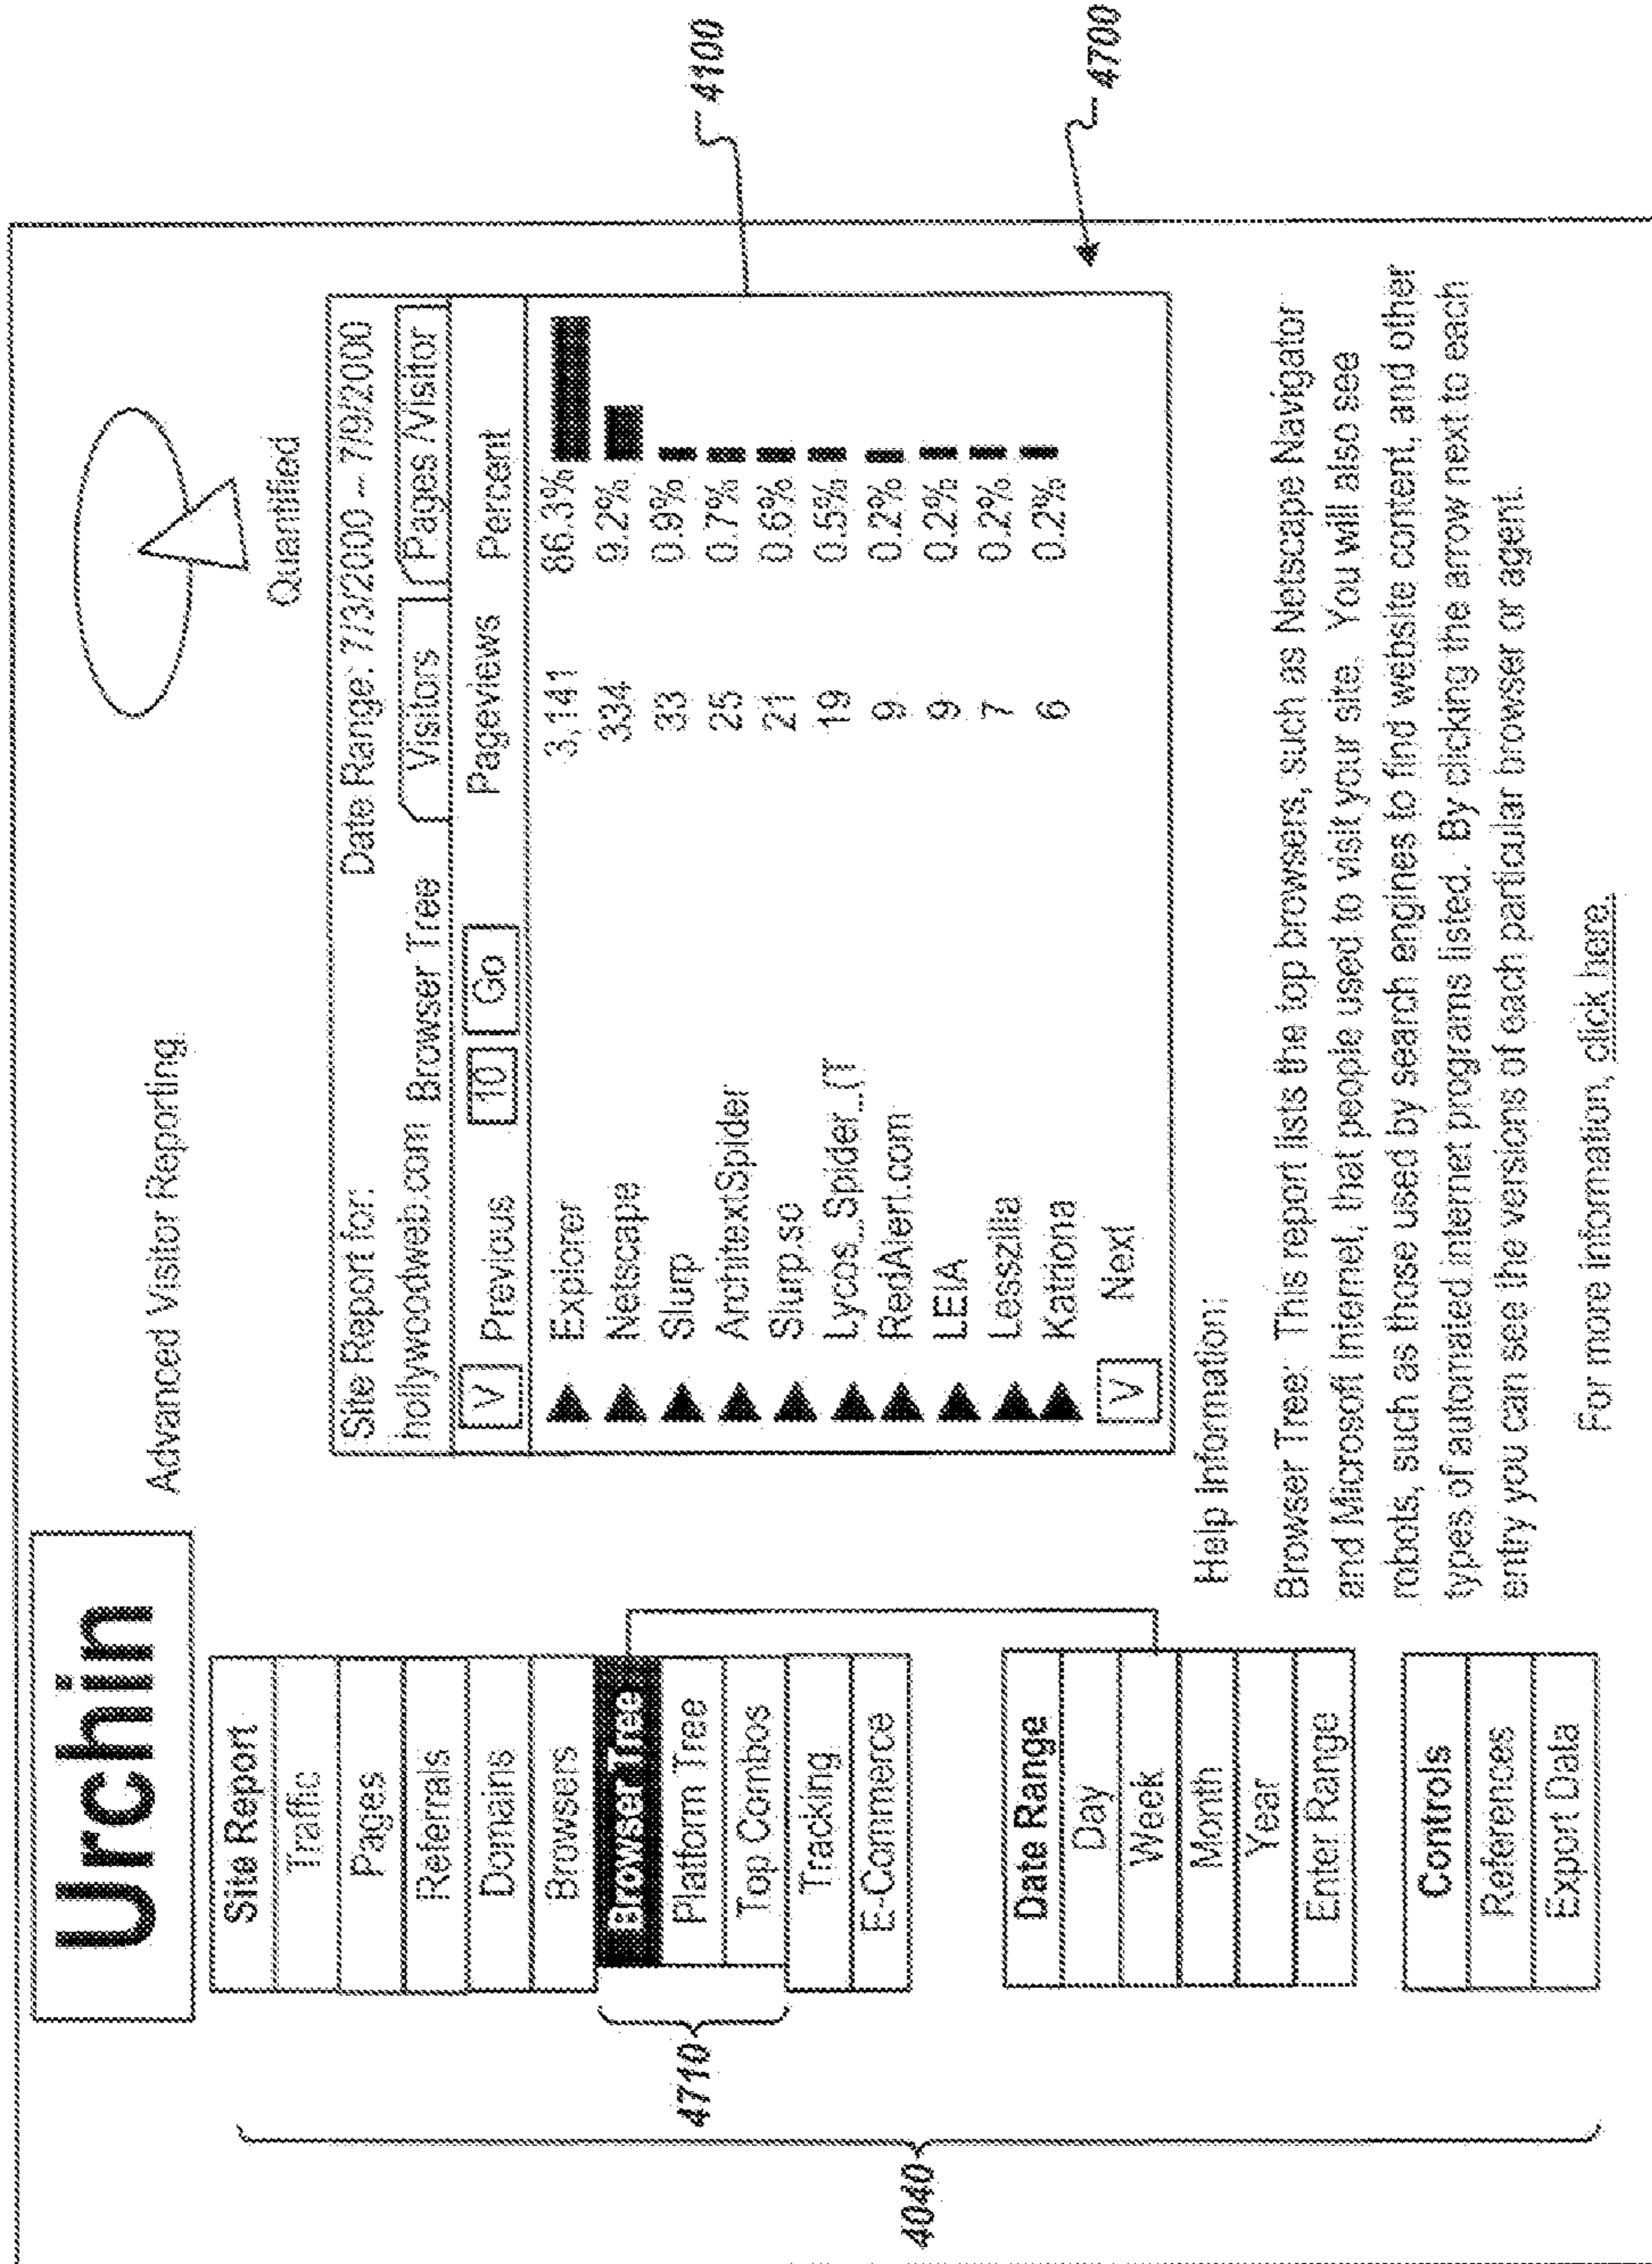 Urchin
Advanced Visitor Reporting
Quantified
Site Report
Traffic
Pages
Referrals
Domains
Browsers
Browser Tree
Platform Tree
Top Combos
Tracking
E-Commerce
Date Range
Day
Week
Month
Year
Enter Range
Controls
References
Export Data
4710
4040
Site Report for: Date Range: 7/3/2000 -- 7/9/2000
hollywoodweb.com Browser Tree Visitors Pages /Visitor
V Previous 10 Go Pageviews Percent
Explorer 3,141 86.3%
Netscape 334 9.2%
Slurp 33 0.9%
ArchitextSpider 25 0.7%
Slurp.so 21 0.6%
Lycos_Spider_(T 19 0.5%
RedAlert.com 9 0.2%
LEIA 9 0.2%
Lesszilla 7 0.2%
Katriona 6 0.2%
V Next
4100
4700
Help Information:
Browser Tree: This report lists the top browsers, such as Netscape Navigator
and Microsoft Internet, that people used to visit your site. You will also see
robots, such as those used by search engines to find website content, and other
types of automated internet programs listed. By clicking the arrow next to each
entry you can see the versions of each particular browser or agent.
For more information, click here.